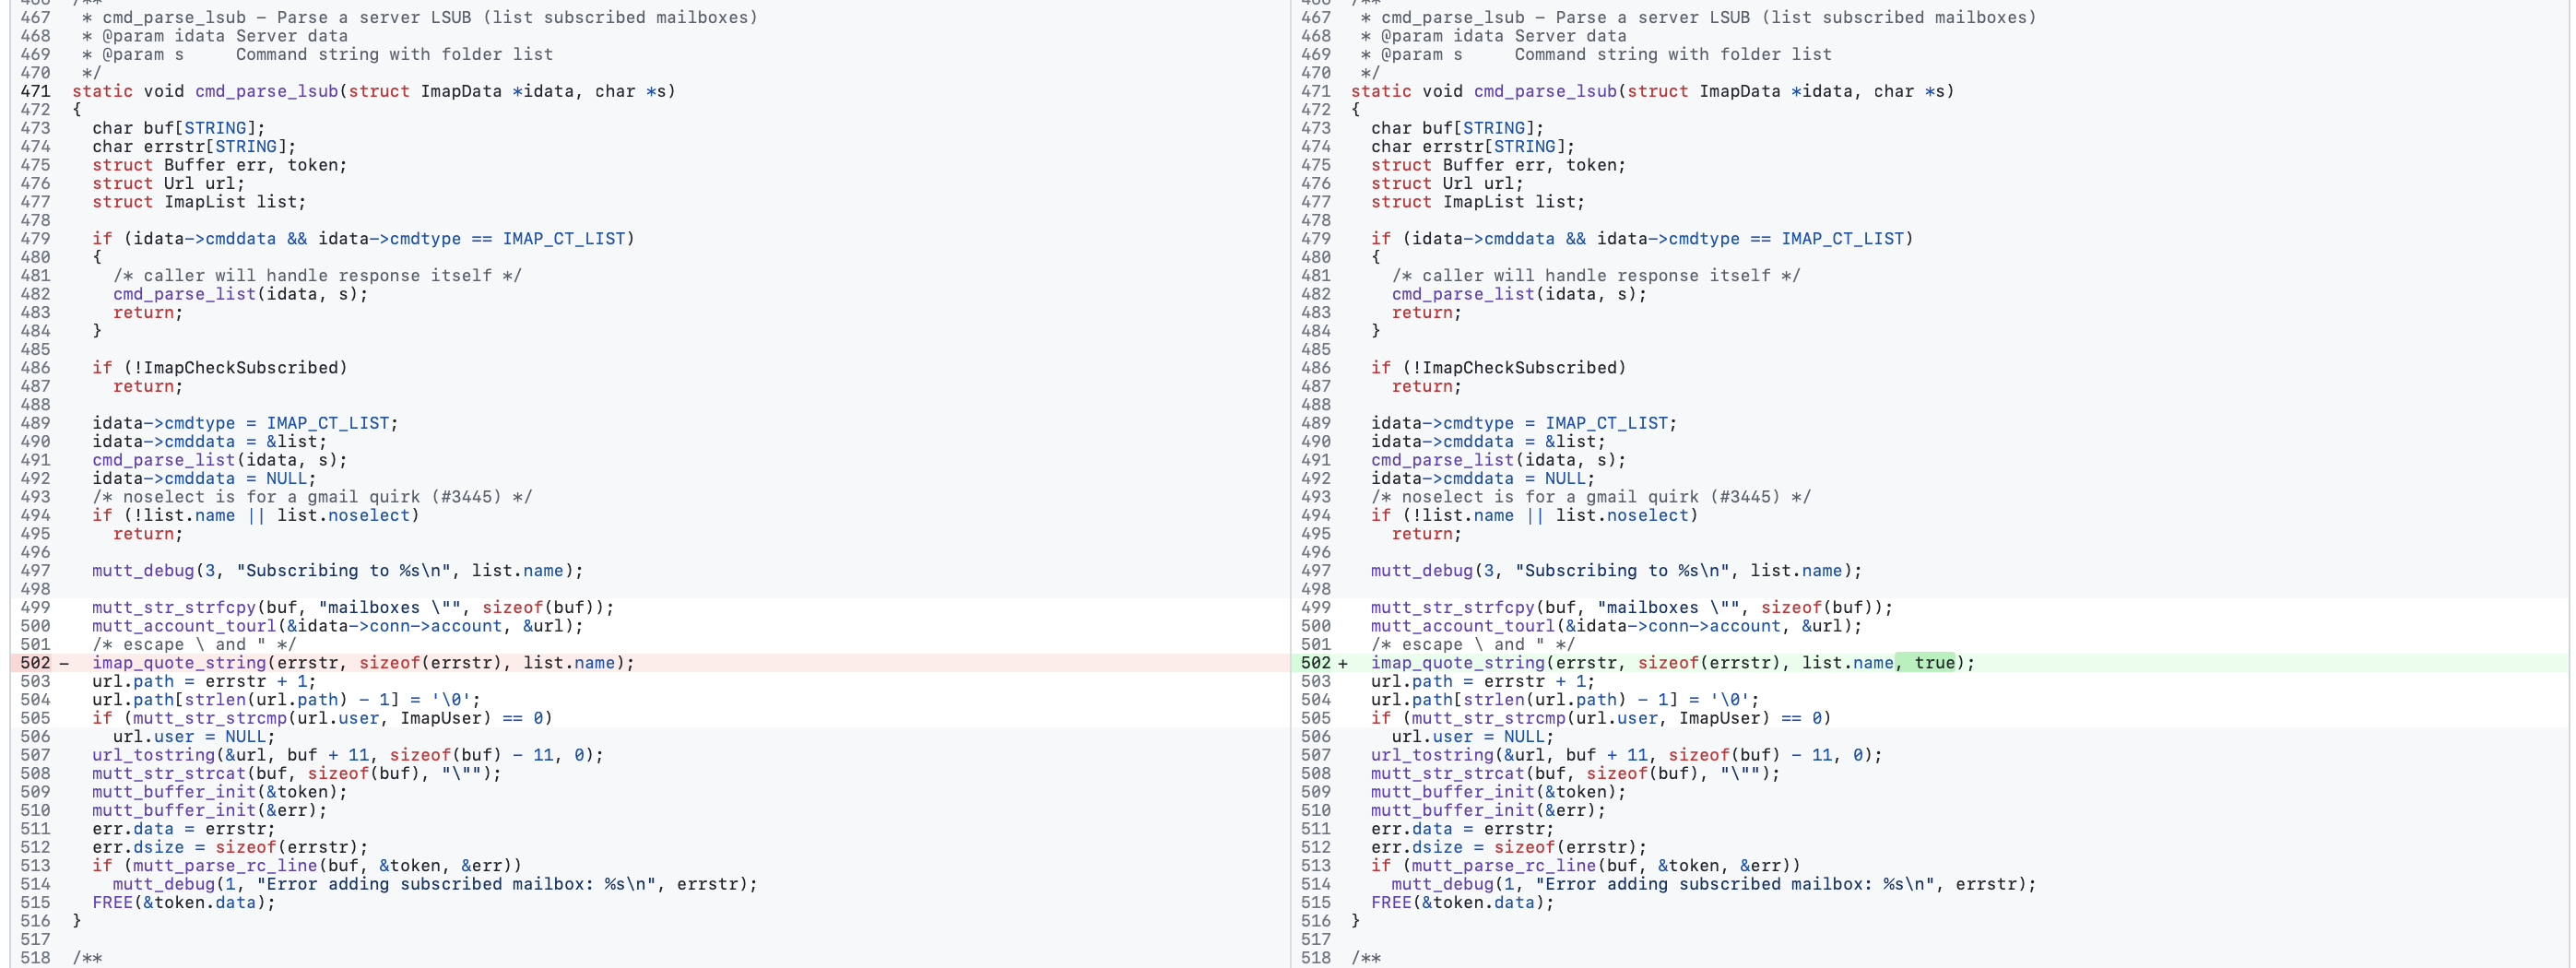 467 * cmd_parse_lsub – Parse a server LSUB (list subscribed mailboxes)
468 * @param idata Server data
469 * @param s     Command string with folder list
470 */
471 static void cmd_parse_lsub(struct ImapData *idata, char *s)
472 {
473   char buf[STRING];
474   char errstr[STRING];
475   struct Buffer err, token;
476   struct Url url;
477   struct ImapList list;
478
479   if (idata->cmddata && idata->cmdtype == IMAP_CT_LIST)
480   {
481     /* caller will handle response itself */
482     cmd_parse_list(idata, s);
483     return;
484   }
485
486   if (!ImapCheckSubscribed)
487     return;
488
489   idata->cmdtype = IMAP_CT_LIST;
490   idata->cmddata = &list;
491   cmd_parse_list(idata, s);
492   idata->cmddata = NULL;
493   /* noselect is for a gmail quirk (#3445) */
494   if (!list.name || list.noselect)
495     return;
496
497   mutt_debug(3, "Subscribing to %s\n", list.name);
498
499   mutt_str_strfcpy(buf, "mailboxes \"", sizeof(buf));
500   mutt_account_tourl(&idata->conn->account, &url);
501   /* escape \ and " */
502 -   imap_quote_string(errstr, sizeof(errstr), list.name);
503   url.path = errstr + 1;
504   url.path[strlen(url.path) - 1] = '\0';
505   if (mutt_str_strcmp(url.user, ImapUser) == 0)
506     url.user = NULL;
507   url_tostring(&url, buf + 11, sizeof(buf) - 11, 0);
508   mutt_str_strcat(buf, sizeof(buf), "\"");
509   mutt_buffer_init(&token);
510   mutt_buffer_init(&err);
511   err.data = errstr;
512   err.dsize = sizeof(errstr);
513   if (mutt_parse_rc_line(buf, &token, &err))
514     mutt_debug(1, "Error adding subscribed mailbox: %s\n", errstr);
515   FREE(&token.data);
516 }
517
518 /**
467 * cmd_parse_lsub – Parse a server LSUB (list subscribed mailboxes)
468 * @param idata Server data
469 * @param s     Command string with folder list
470 */
471 static void cmd_parse_lsub(struct ImapData *idata, char *s)
472 {
473   char buf[STRING];
474   char errstr[STRING];
475   struct Buffer err, token;
476   struct Url url;
477   struct ImapList list;
478
479   if (idata->cmddata && idata->cmdtype == IMAP_CT_LIST)
480   {
481     /* caller will handle response itself */
482     cmd_parse_list(idata, s);
483     return;
484   }
485
486   if (!ImapCheckSubscribed)
487     return;
488
489   idata->cmdtype = IMAP_CT_LIST;
490   idata->cmddata = &list;
491   cmd_parse_list(idata, s);
492   idata->cmddata = NULL;
493   /* noselect is for a gmail quirk (#3445) */
494   if (!list.name || list.noselect)
495     return;
496
497   mutt_debug(3, "Subscribing to %s\n", list.name);
498
499   mutt_str_strfcpy(buf, "mailboxes \"", sizeof(buf));
500   mutt_account_tourl(&idata->conn->account, &url);
501   /* escape \ and " */
502 +   imap_quote_string(errstr, sizeof(errstr), list.name, true);
503   url.path = errstr + 1;
504   url.path[strlen(url.path) - 1] = '\0';
505   if (mutt_str_strcmp(url.user, ImapUser) == 0)
506     url.user = NULL;
507   url_tostring(&url, buf + 11, sizeof(buf) - 11, 0);
508   mutt_str_strcat(buf, sizeof(buf), "\"");
509   mutt_buffer_init(&token);
510   mutt_buffer_init(&err);
511   err.data = errstr;
512   err.dsize = sizeof(errstr);
513   if (mutt_parse_rc_line(buf, &token, &err))
514     mutt_debug(1, "Error adding subscribed mailbox: %s\n", errstr);
515   FREE(&token.data);
516 }
517
518 /**